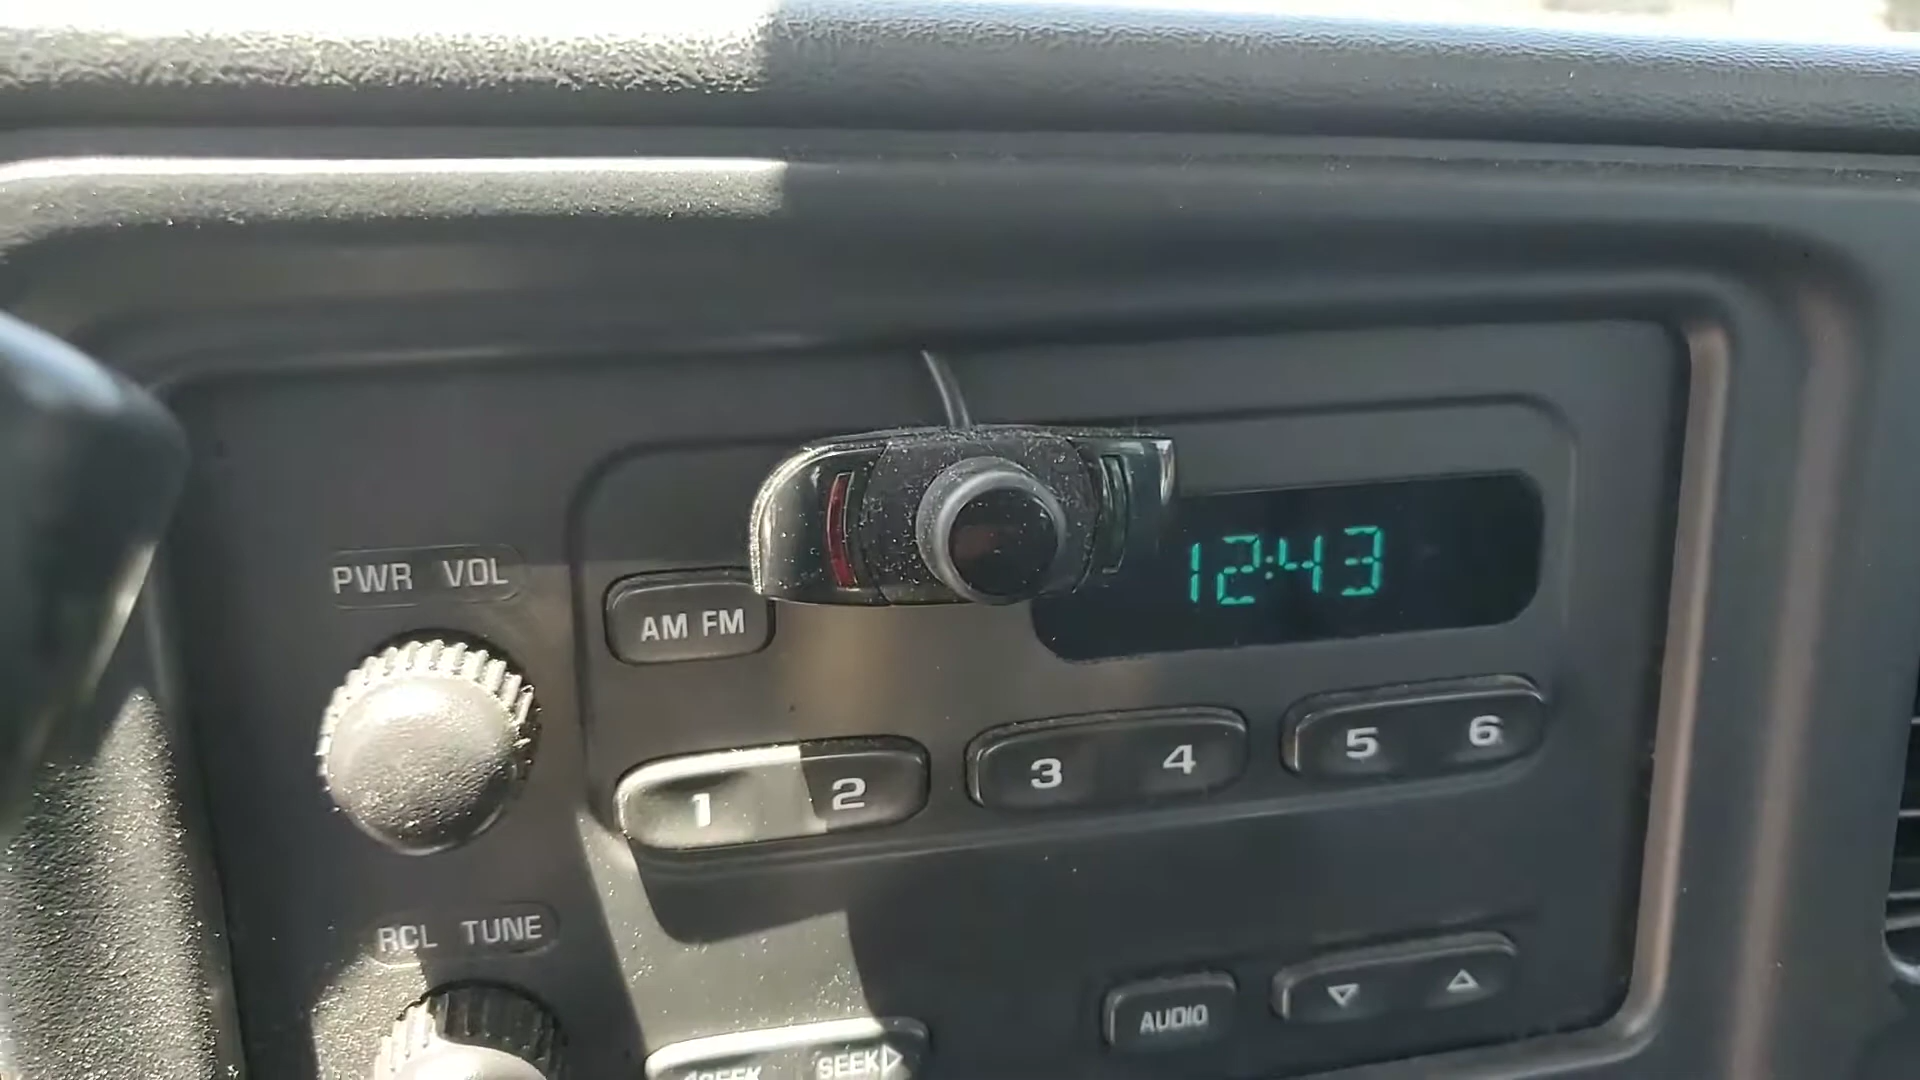 PWR VOL
AM FM
12:43
1 2 3 4 5 6
RCL TUNE
AUDIO
SEEK SEEK